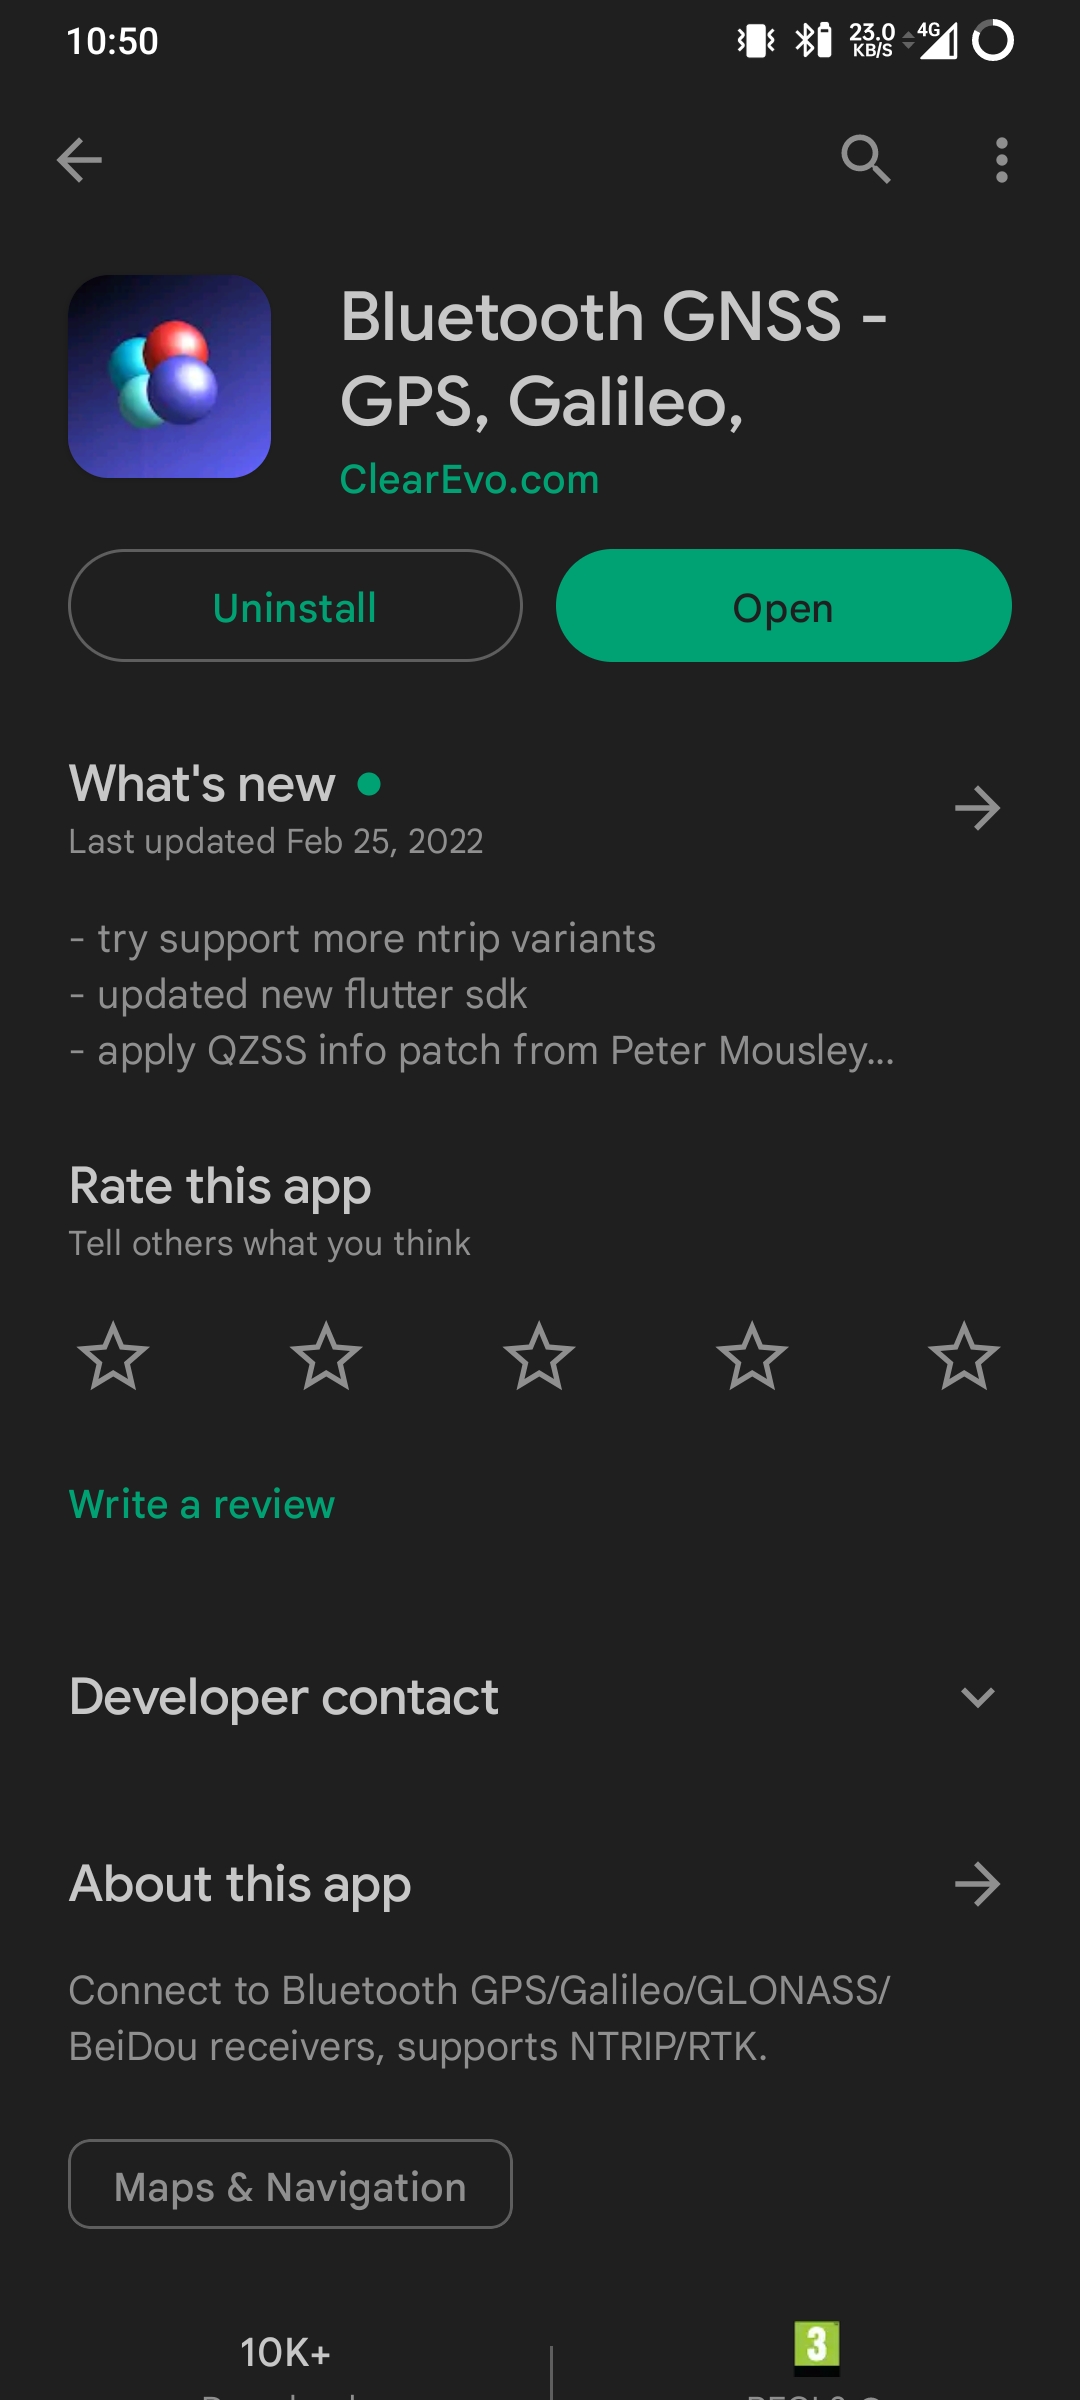 10:50
23.0
KB/S
4G
Bluetooth GNSS -
GPS, Galileo,
ClearEvo.com
Uninstall
Open
What's new
Last updated Feb 25, 2022
- try support more ntrip variants
- updated new flutter sdk
- apply QZSS info patch from Peter Mousley...
Rate this app
Tell others what you think
Write a review
Developer contact
About this app
Connect to Bluetooth GPS/Galileo/GLONASS/
BeiDou receivers, supports NTRIP/RTK.
Maps & Navigation
10K+
3